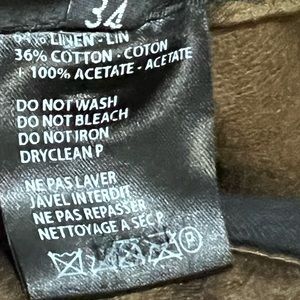 34
64% LINEN - LIN
36% COTTON - COTON
+ 100% ACETATE - ACETATE
DO NOT WASH
DO NOT BLEACH
DO NOT IRON
DRYCLEAN P
NE PAS LAVER
JAVEL INTERDIT
NE PAS REPASSER
NETTOYAGE A SEC P
P